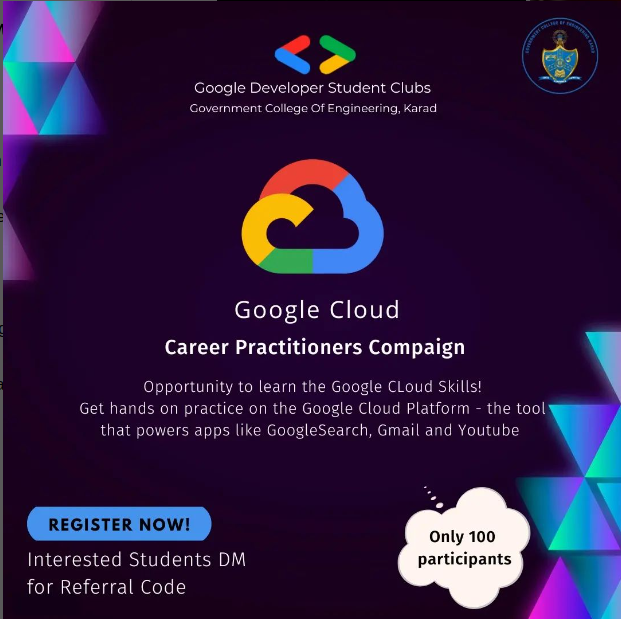 Google Developer Student Clubs
Government College Of Engineering, Karad
Google Cloud
Career Practitioners Compaign
Opportunity to learn the Google CLoud Skills!
Get hands on practice on the Google Cloud Platform - the tool
that powers apps like GoogleSearch, Gmail and Youtube
REGISTER NOW!
Interested Students DM
for Referral Code
Only 100
participants